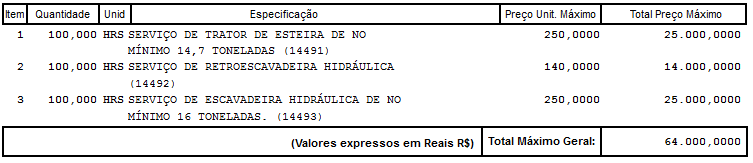 Item Quantidade Unid Especificação Preço Unit. Máximo Total Preço Máximo
1 100,000 HRS SERVIÇO DE TRATOR DE ESTEIRA DE NO 250,0000 25.000,0000
MÍNIMO 14,7 TONELADAS (14491)
2 100,000 HRS SERVIÇO DE RETROESCAVADEIRA HIDRÁULICA 140,0000 14.000,0000
(14492)
3 100,000 HRS SERVIÇO DE ESCAVADEIRA HIDRÁULICA DE NO 250,0000 25.000,0000
MÍNIMO 16 TONELADAS. (14493)
(Valores expressos em Reais R$) Total Máximo Geral: 64.000,0000